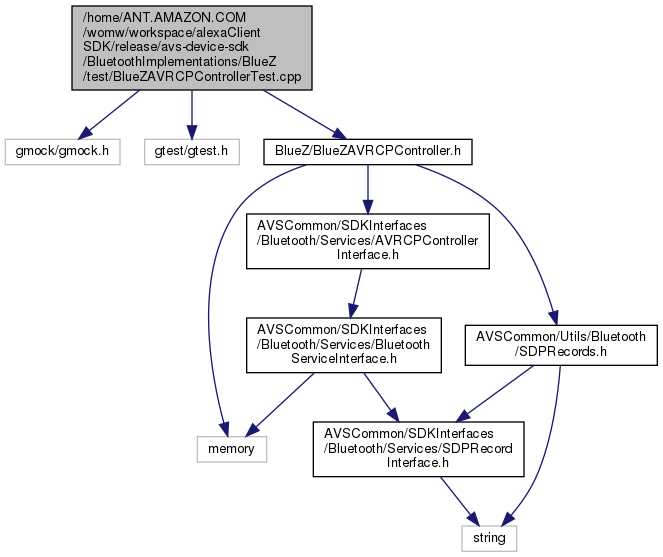 /home/ANT.AMAZON.COM
/womw/workspace/alexaClient
SDK/release/avs-device-sdk
/BluetoothImplementations/BlueZ
/test/BlueZAVRCPControllerTest.cpp
gmock/gmock.h
gtest/gtest.h
BlueZ/BlueZAVRCPController.h
AVSCommon/SDKInterfaces
/Bluetooth/Services/AVRCPController
Interface.h
AVSCommon/SDKInterfaces
/Bluetooth/Services/Bluetooth
ServiceInterface.h
AVSCommon/Utils/Bluetooth
/SDPRecords.h
memory
AVSCommon/SDKInterfaces
/Bluetooth/Services/SDPRecord
Interface.h
string